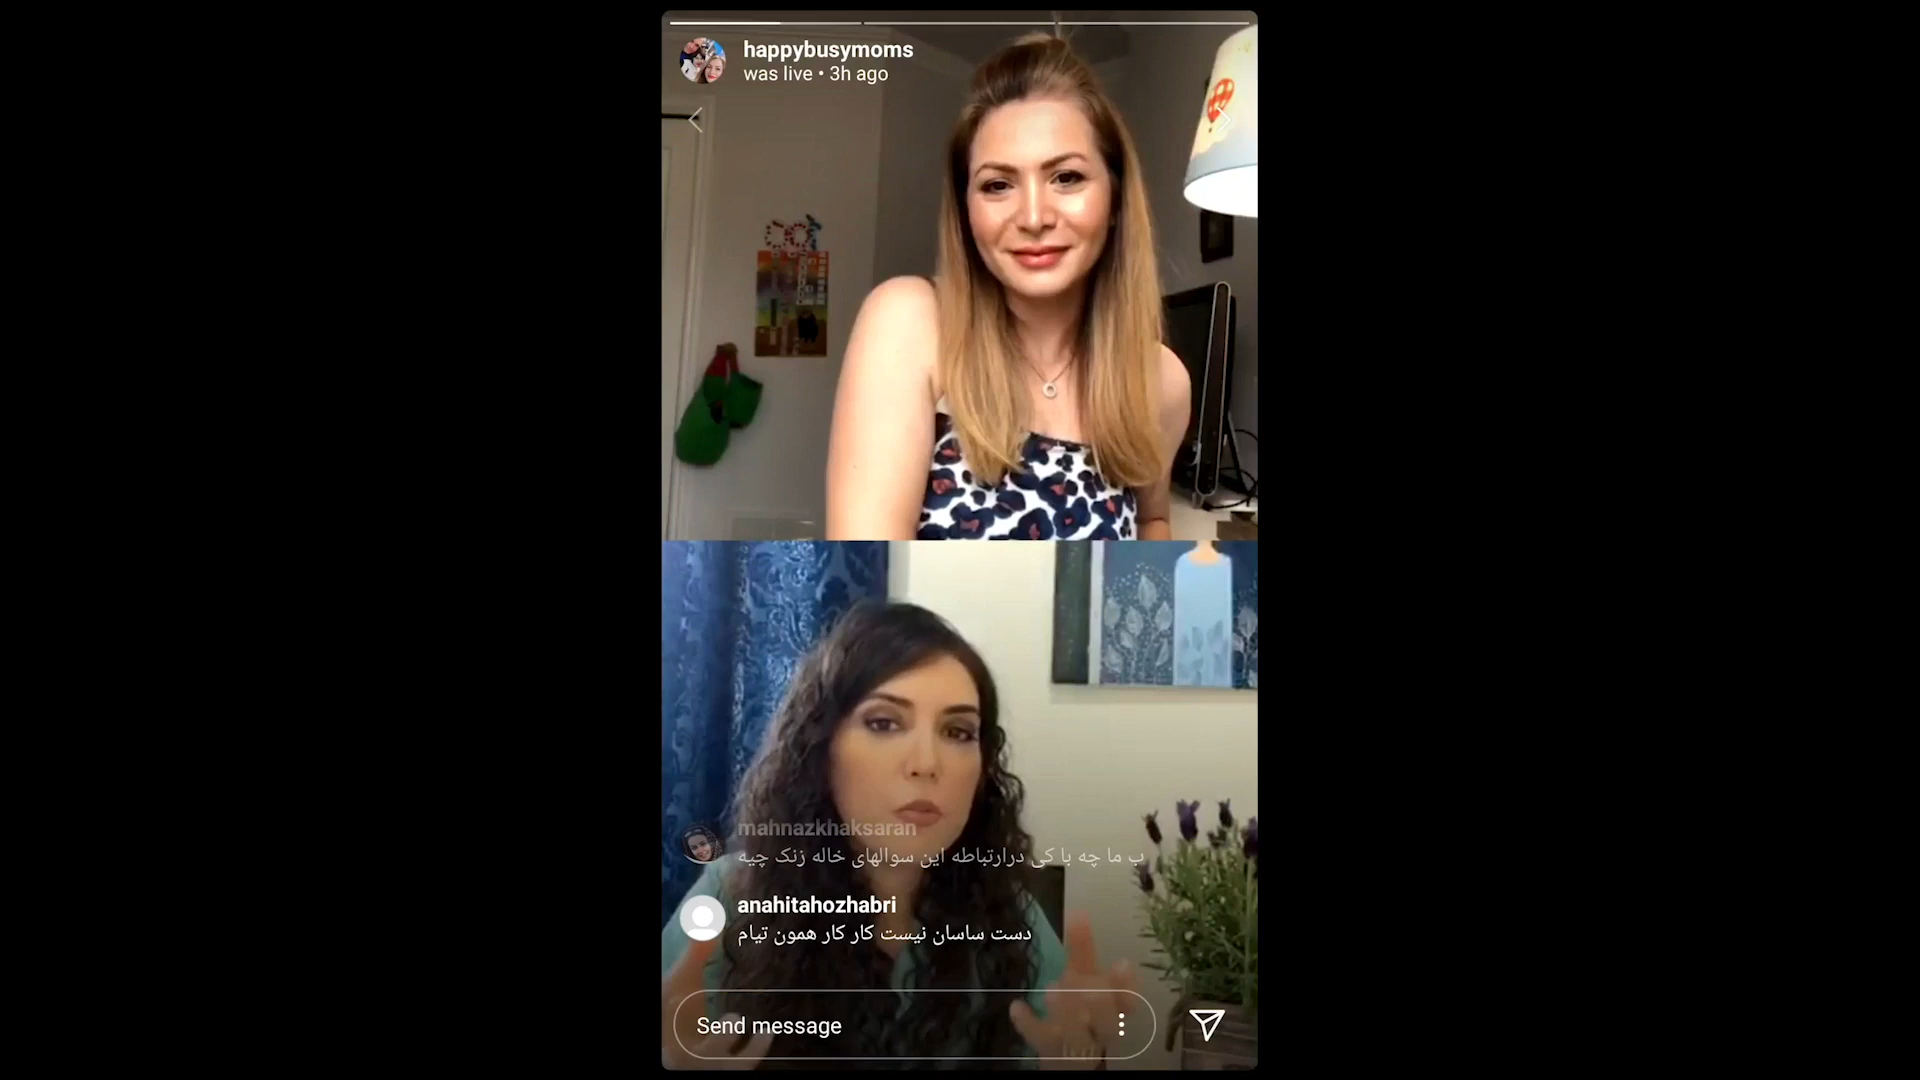 happybusymoms
was live • 3h ago
mahnazkhaksaran
ب ما چه با کی درارتباطه این سوالهای خاله زنک چیه
anahitahozhabri
دست ساسان نیست کار کار همون تیام
Send message